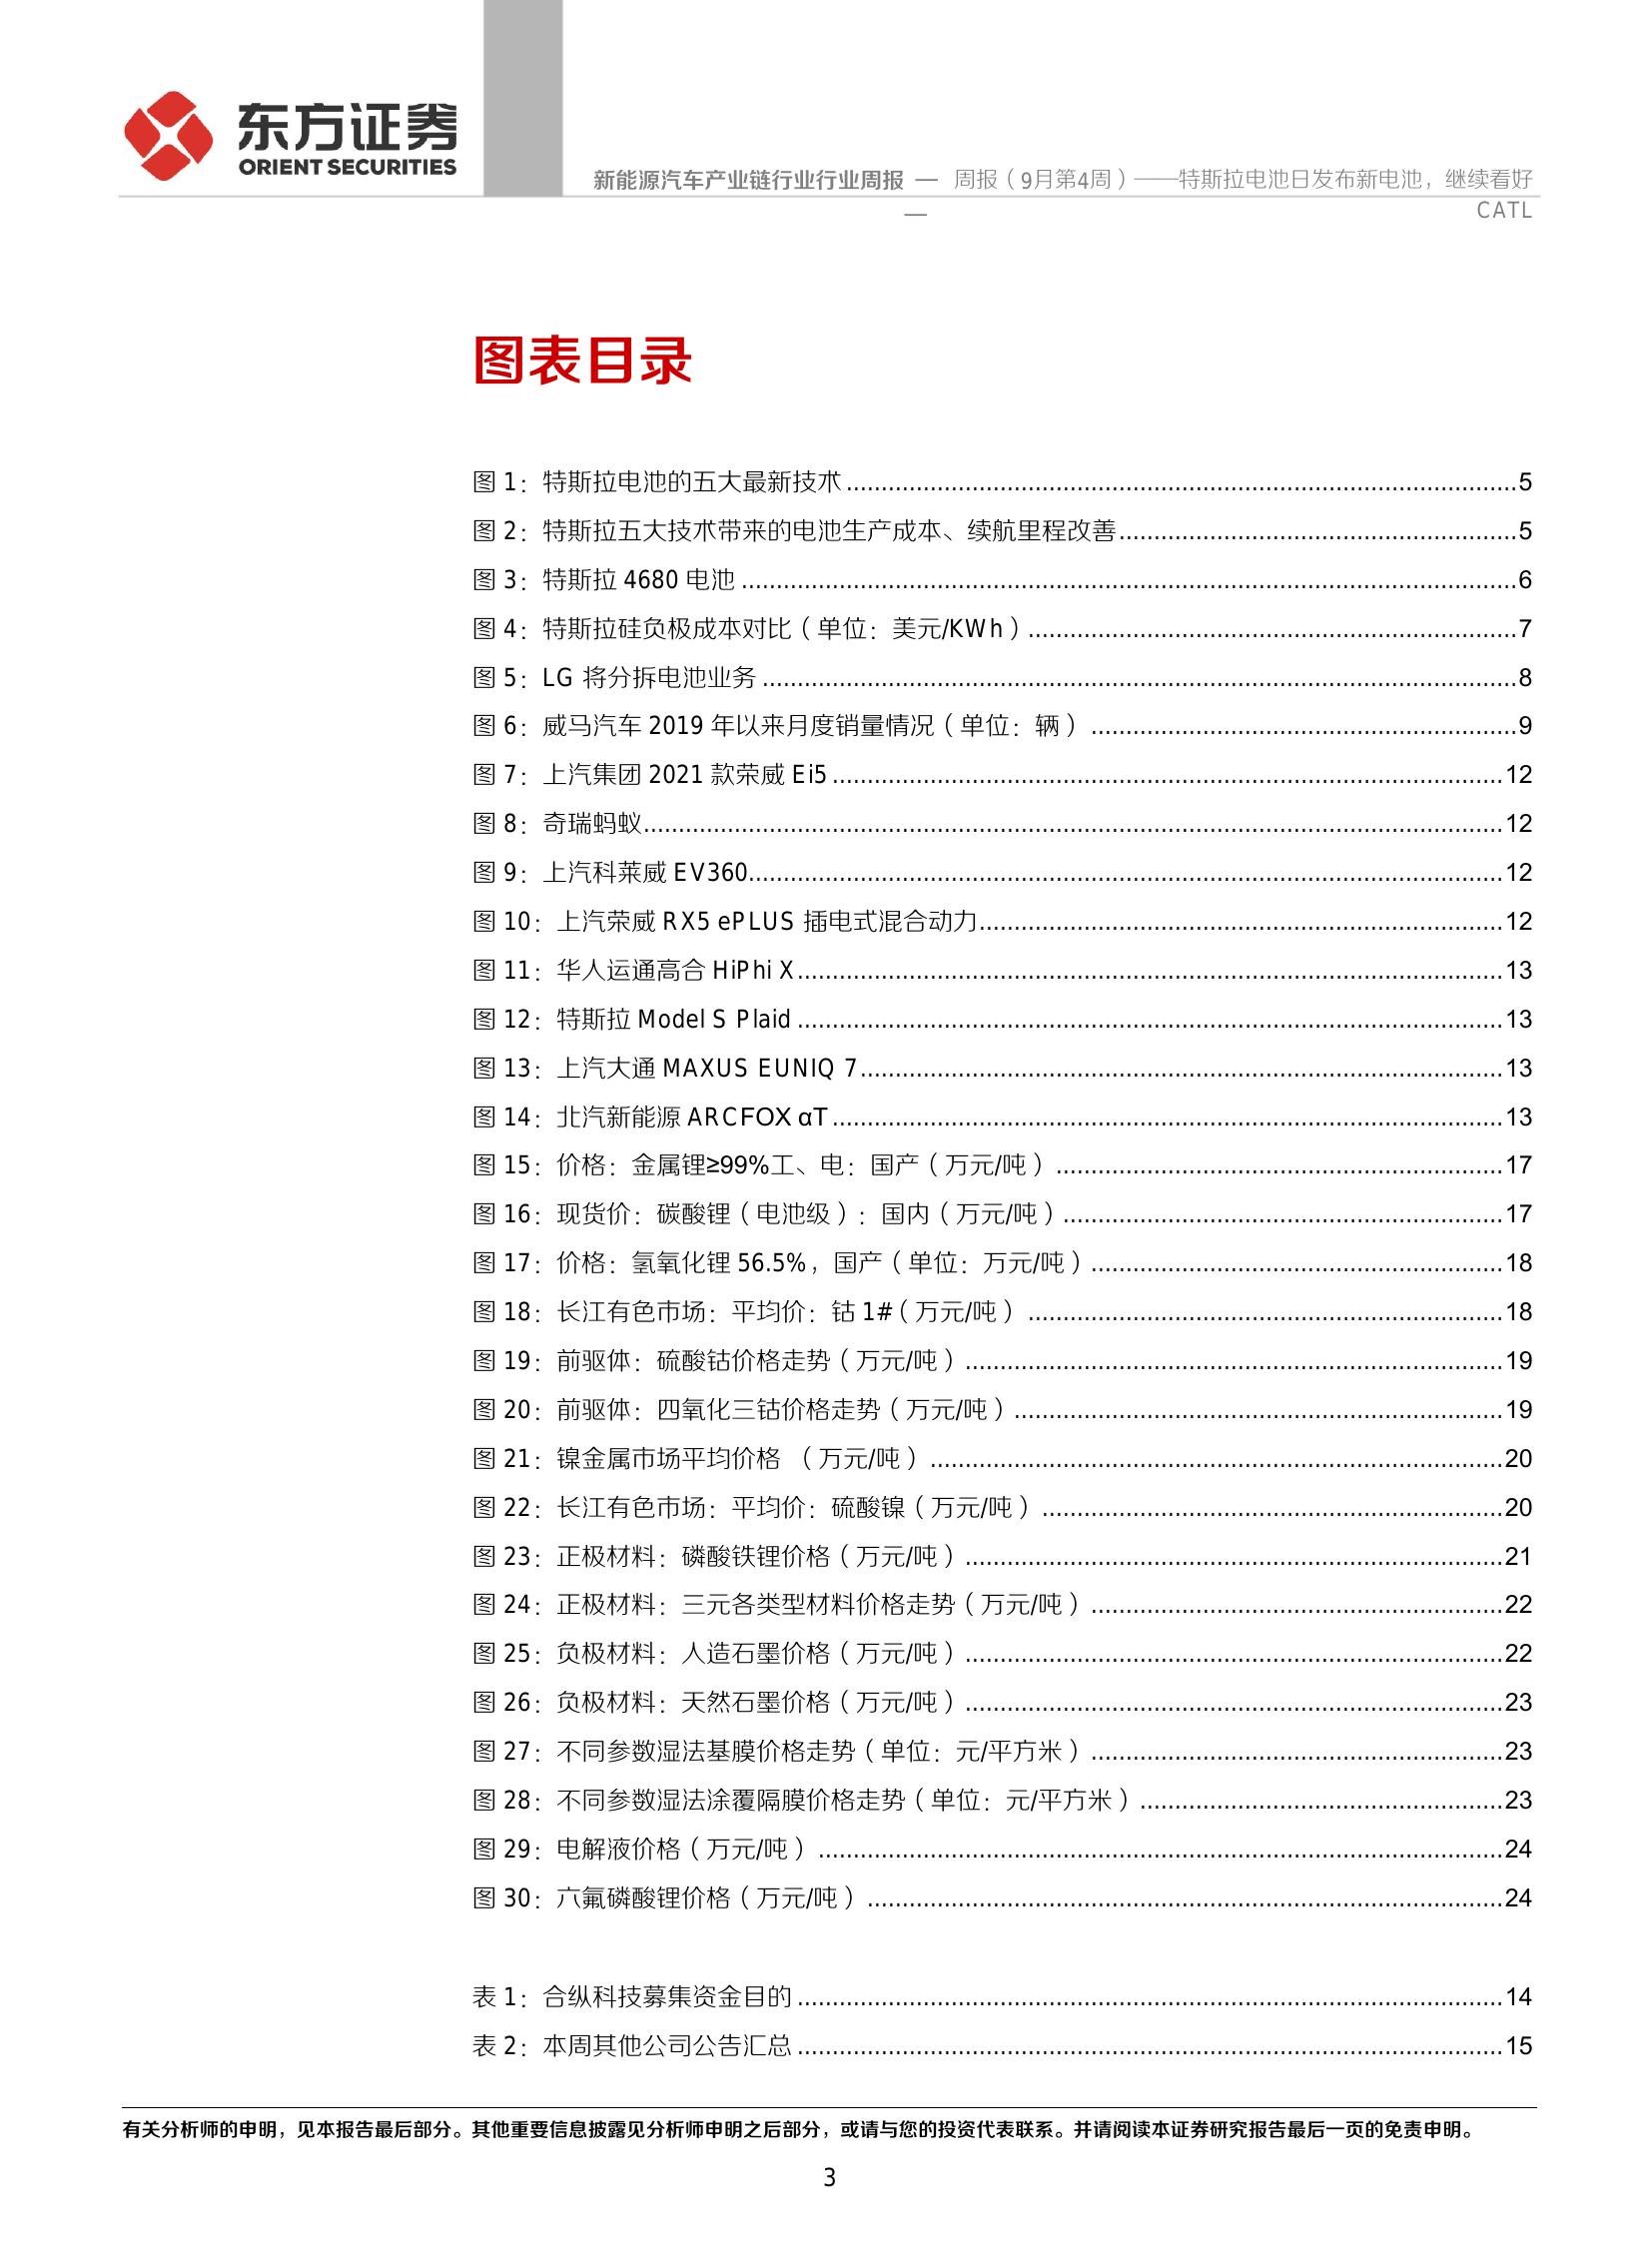 东方证券
ORIENT SECURITIES
新能源汽车产业链行业行业周报 — 周报（9月第4周）——特斯拉电池日发布新电池，继续看好
— CATL
图表目录
图 1：特斯拉电池的五大最新技术................5
图 2：特斯拉五大技术带来的电池生产成本、续航里程改善................5
图 3：特斯拉 4680 电池................6
图 4：特斯拉硅负极成本对比（单位：美元/KWh）................7
图 5：LG 将分拆电池业务................8
图 6：威马汽车 2019 年以来月度销量情况（单位：辆）................9
图 7：上汽集团 2021 款荣威 Ei5................12
图 8：奇瑞蚂蚁................12
图 9：上汽科莱威 EV360................12
图 10：上汽荣威 RX5 ePLUS 插电式混合动力................12
图 11：华人运通高合 HiPhi X................13
图 12：特斯拉 Model S Plaid................13
图 13：上汽大通 MAXUS EUNIQ 7................13
图 14：北汽新能源 ARCFOX αT................13
图 15：价格：金属锂≥99%工、电：国产（万元/吨）................17
图 16：现货价：碳酸锂（电池级）：国内（万元/吨）................17
图 17：价格：氢氧化锂 56.5%，国产（单位：万元/吨）................18
图 18：长江有色市场：平均价：钴 1#（万元/吨）................18
图 19：前驱体：硫酸钴价格走势（万元/吨）................19
图 20：前驱体：四氧化三钴价格走势（万元/吨）................19
图 21：镍金属市场平均价格 （万元/吨）................20
图 22：长江有色市场：平均价：硫酸镍（万元/吨）................20
图 23：正极材料：磷酸铁锂价格（万元/吨）................21
图 24：正极材料：三元各类型材料价格走势（万元/吨）................22
图 25：负极材料：人造石墨价格（万元/吨）................22
图 26：负极材料：天然石墨价格（万元/吨）................23
图 27：不同参数湿法基膜价格走势（单位：元/平方米）................23
图 28：不同参数湿法涂覆隔膜价格走势（单位：元/平方米）................23
图 29：电解液价格（万元/吨）................24
图 30：六氟磷酸锂价格（万元/吨）................24
表 1：合纵科技募集资金目的................14
表 2：本周其他公司公告汇总................15
有关分析师的申明，见本报告最后部分。其他重要信息披露见分析师申明之后部分，或请与您的投资代表联系。并请阅读本证券研究报告最后一页的免责申明。
3